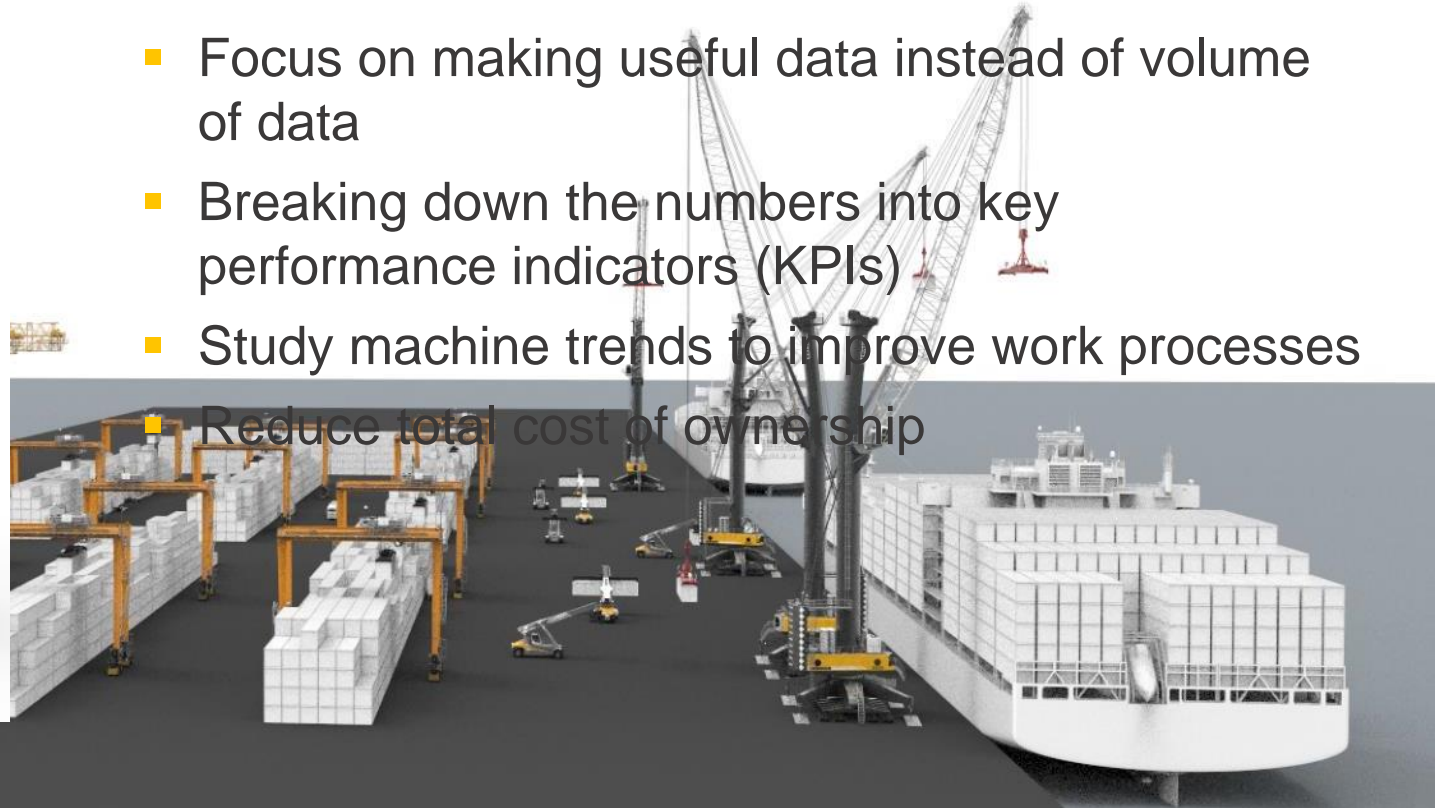 Focus on making useful data instead of volume
of data
Breaking down the numbers into key
performance indicators (KPIs)
Study machine trends to improve work processes
Reduce total cost of ownership